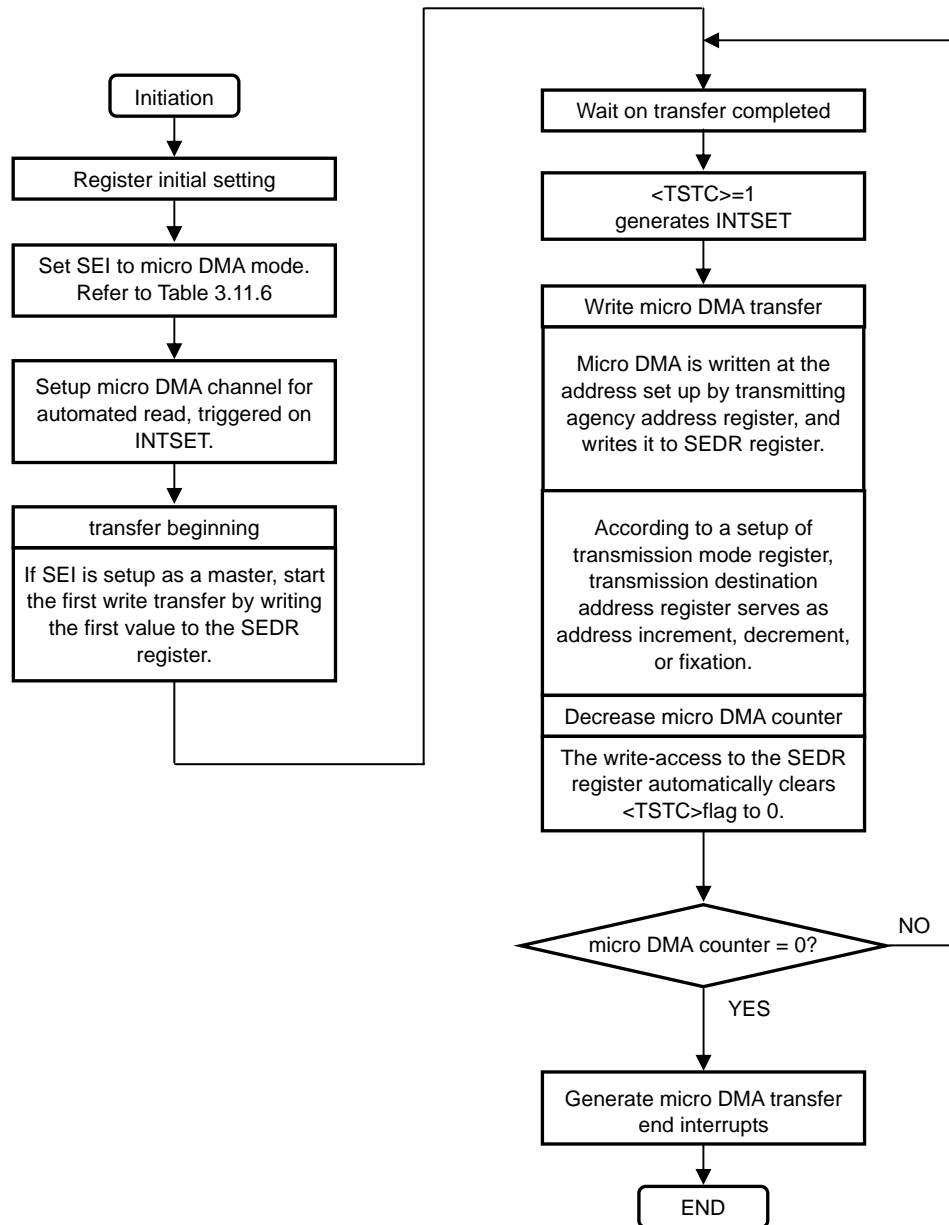 Initiation
Register initial setting
Set SEI to micro DMA mode.
Refer to Table 3.11.6
Setup micro DMA channel for
automated read, triggered on
INTSET.
transfer beginning
If SEI is setup as a master, start
the first write transfer by writing
the first value to the SEDR
register.
Wait on transfer completed
<TSTC>=1
generates INTSET
Write micro DMA transfer
Micro DMA is written at the
address set up by transmitting
agency address register, and
writes it to SEDR register.
According to a setup of
transmission mode register,
transmission destination
address register serves as
address increment, decrement,
or fixation.
Decrease micro DMA counter
The write-access to the SEDR
register automatically clears
<TSTC>flag to 0.
micro DMA counter = 0?
NO
YES
Generate micro DMA transfer
end interrupts
END